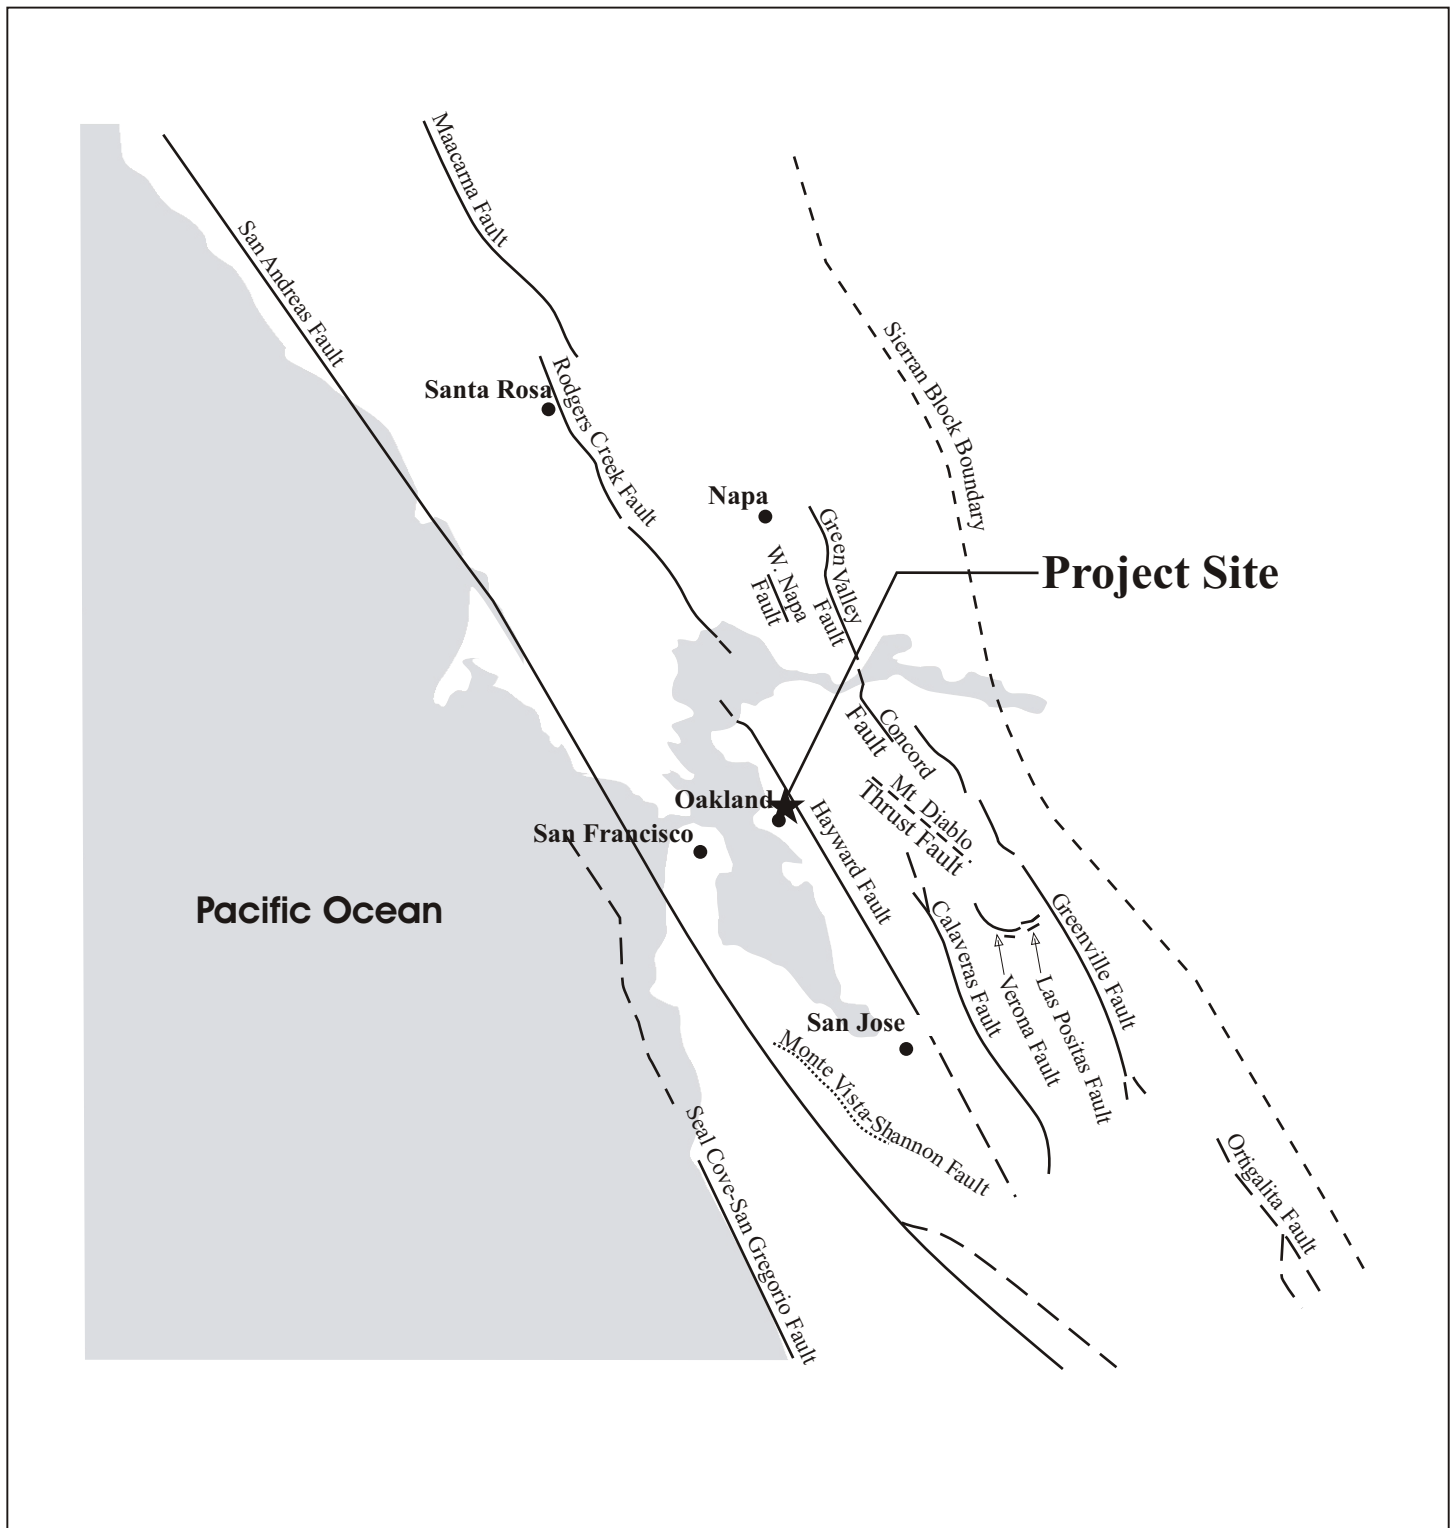 Maacarna Fault
San Andreas Fault
Sierran Block Boundary
Santa Rosa
Rodgers Creek Fault
Napa
W. Napa
Fault
Green Valley
Fault
Project Site
Concord
Fault
Mt Diablo
Thrust Fault
Oakland
San Francisco
Hayward Fault
Pacific Ocean
Calaveras Fault
Greenville Fault
Verona Fault
Las Positas Fault
San Jose
Monte Vista-Shannon Fault
Seal Cove-San Gregorio Fault
Ortigalita Fault